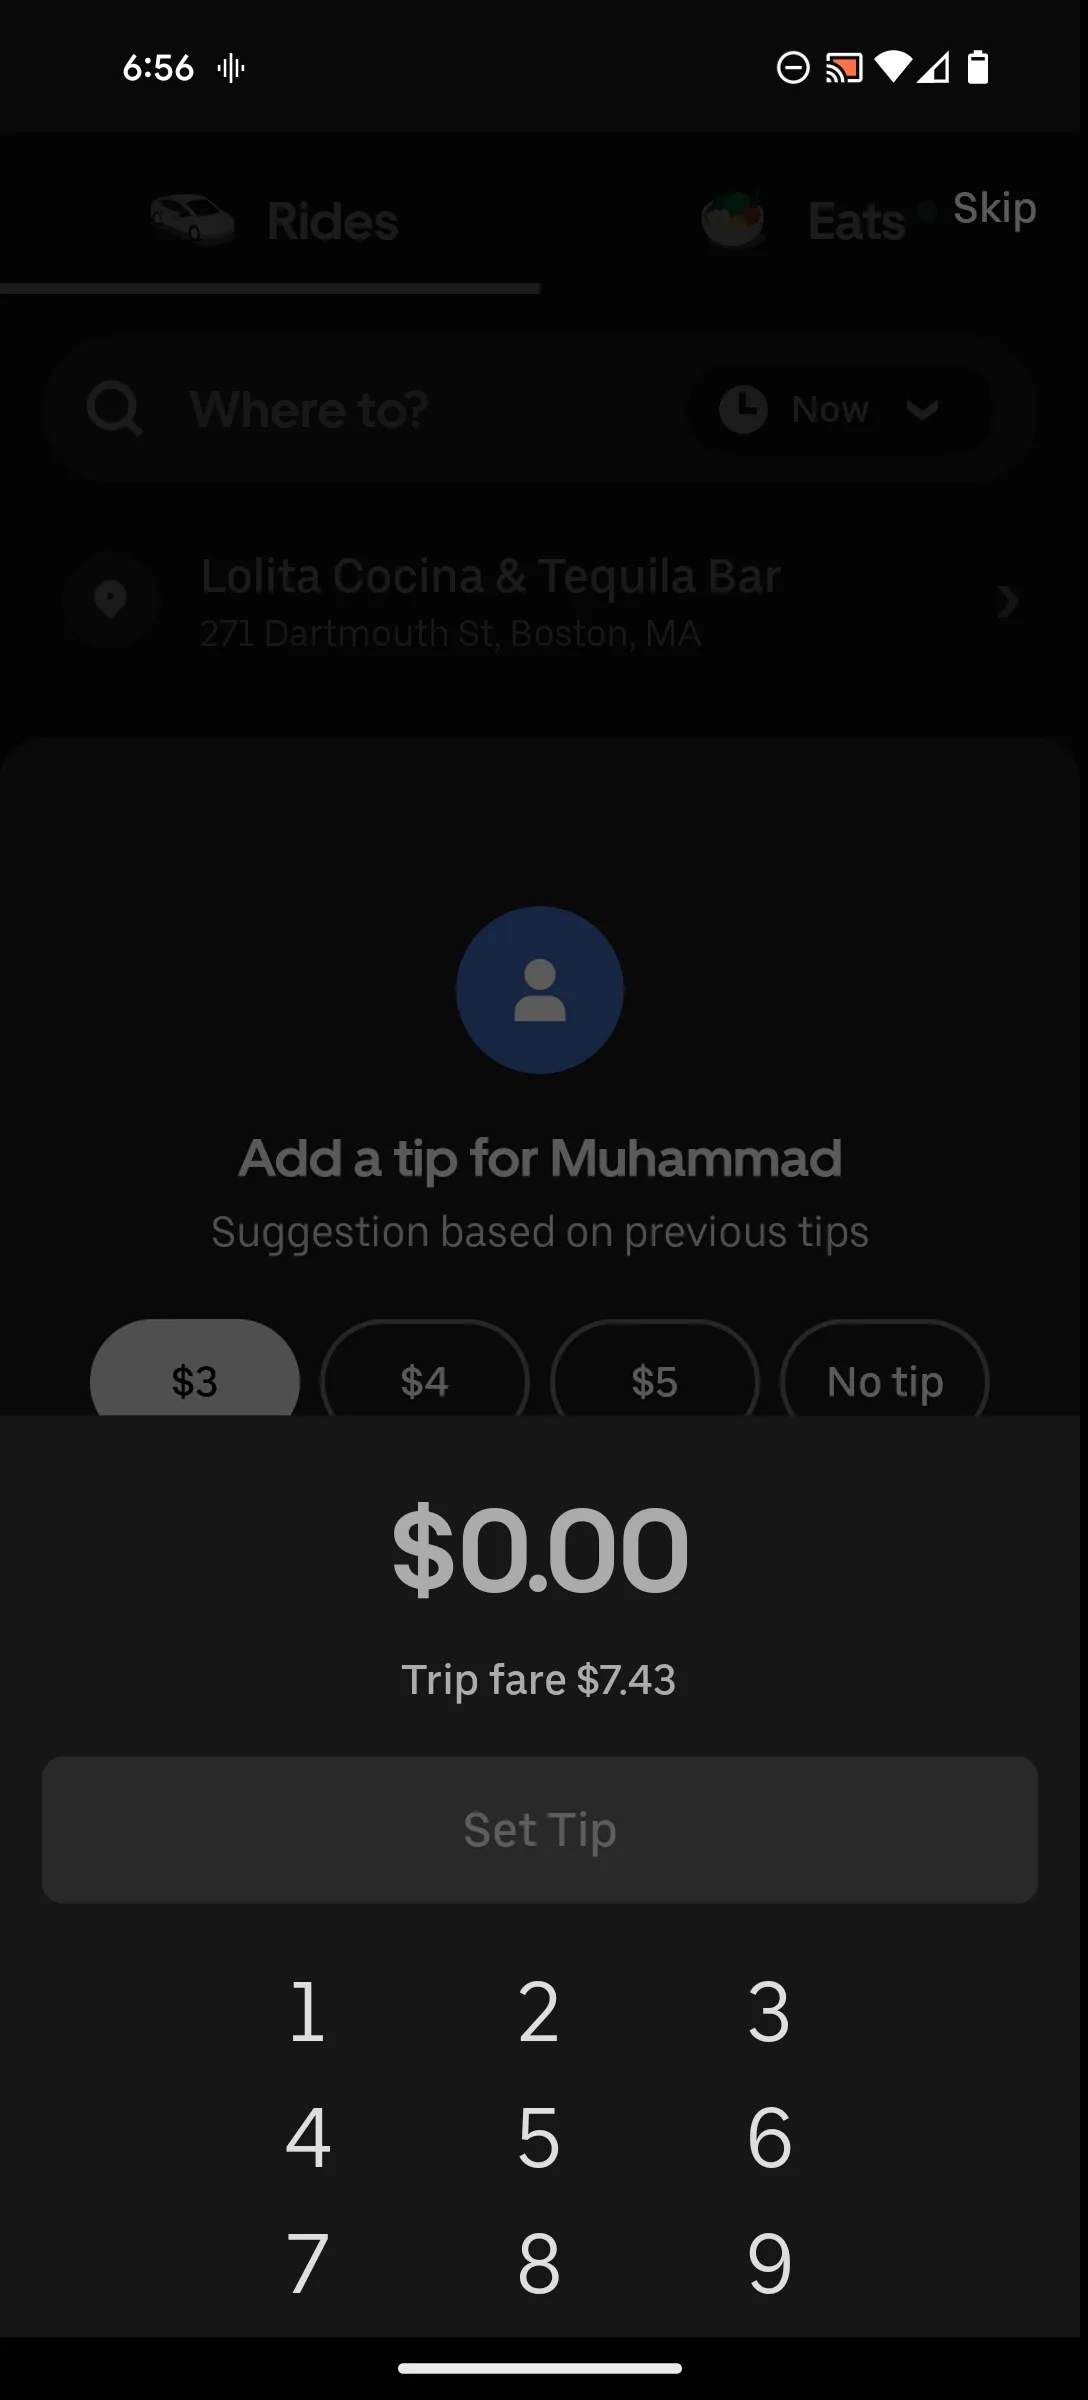 6:56
Rides
Eats
Skip
Where to?
Now
Lolita Cocina & Tequila Bar
271 Dartmouth St, Boston, MA
Add a tip for Muhammad
Suggestion based on previous tips
$3 $4 $5 No tip
$0.00
Trip fare $7.43
Set Tip
1 2 3
4 5 6
7 8 9